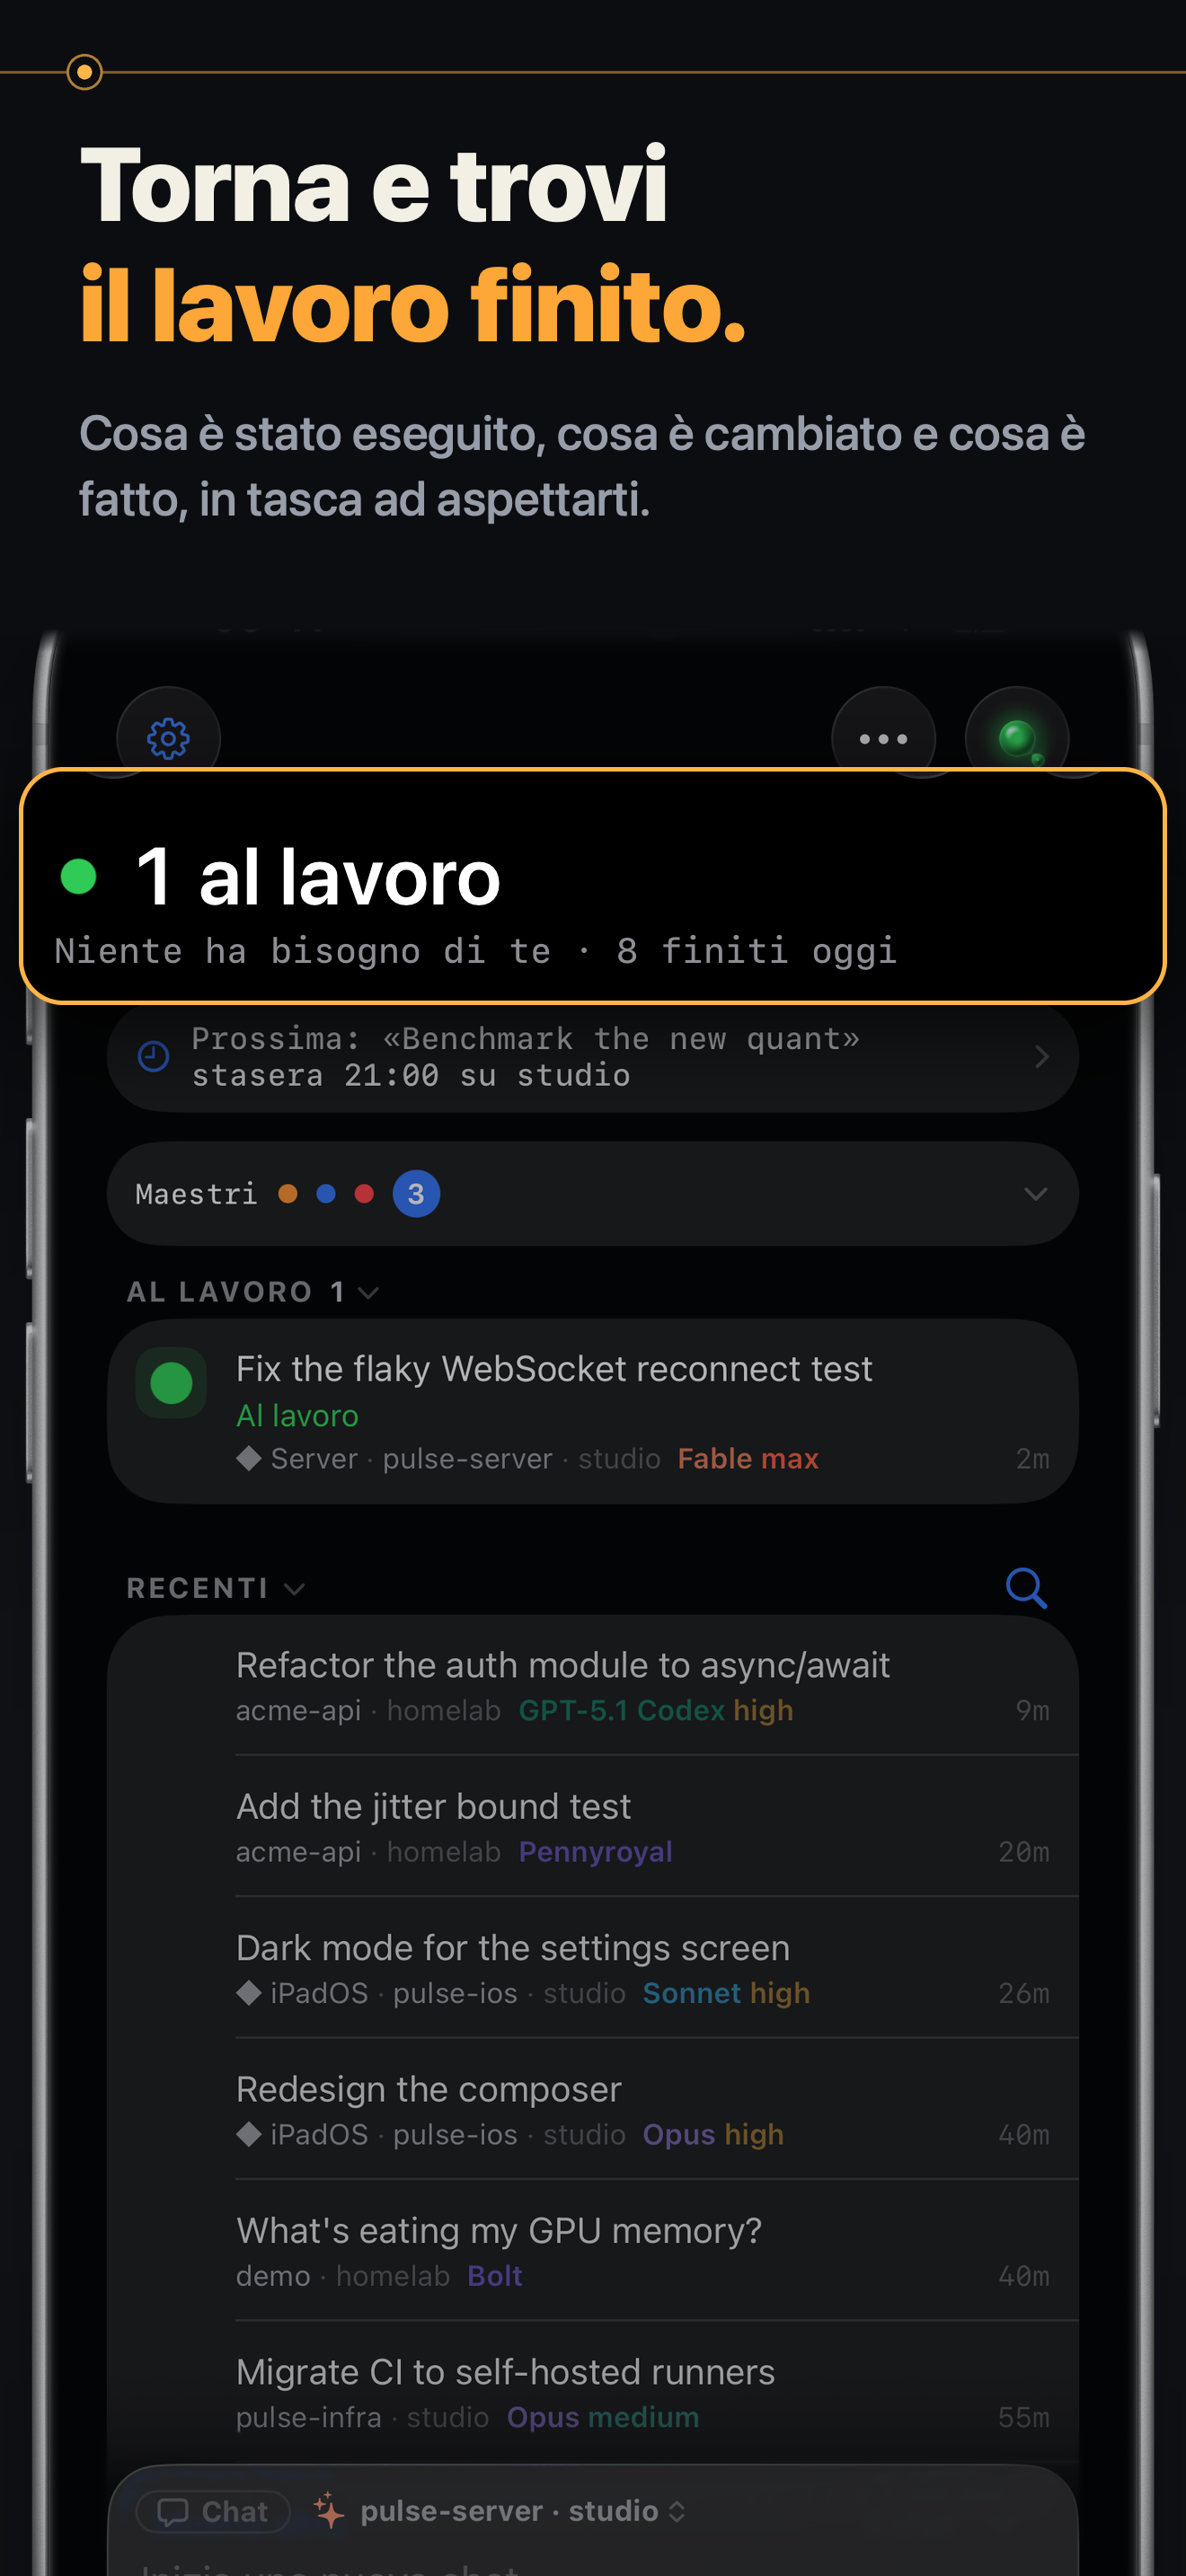 Torna e trovi
il lavoro finito.
Cosa è stato eseguito, cosa è cambiato e cosa è
fatto, in tasca ad aspettarti.
1 al lavoro
Niente ha bisogno di te · 8 finiti oggi
Prossima: «Benchmark the new quant»
stasera 21:00 su studio
Maestri 3
AL LAVORO 1
Fix the flaky WebSocket reconnect test
Al lavoro
Server · pulse-server · studio Fable max 2m
RECENTI
Refactor the auth module to async/await
acme-api · homelab GPT-5.1 Codex high 9m
Add the jitter bound test
acme-api · homelab Pennyroyal 20m
Dark mode for the settings screen
iPadOS · pulse-ios · studio Sonnet high 26m
Redesign the composer
iPadOS · pulse-ios · studio Opus high 40m
What's eating my GPU memory?
demo · homelab Bolt 40m
Migrate CI to self-hosted runners
pulse-infra · studio Opus medium 55m
Chat pulse-server · studio